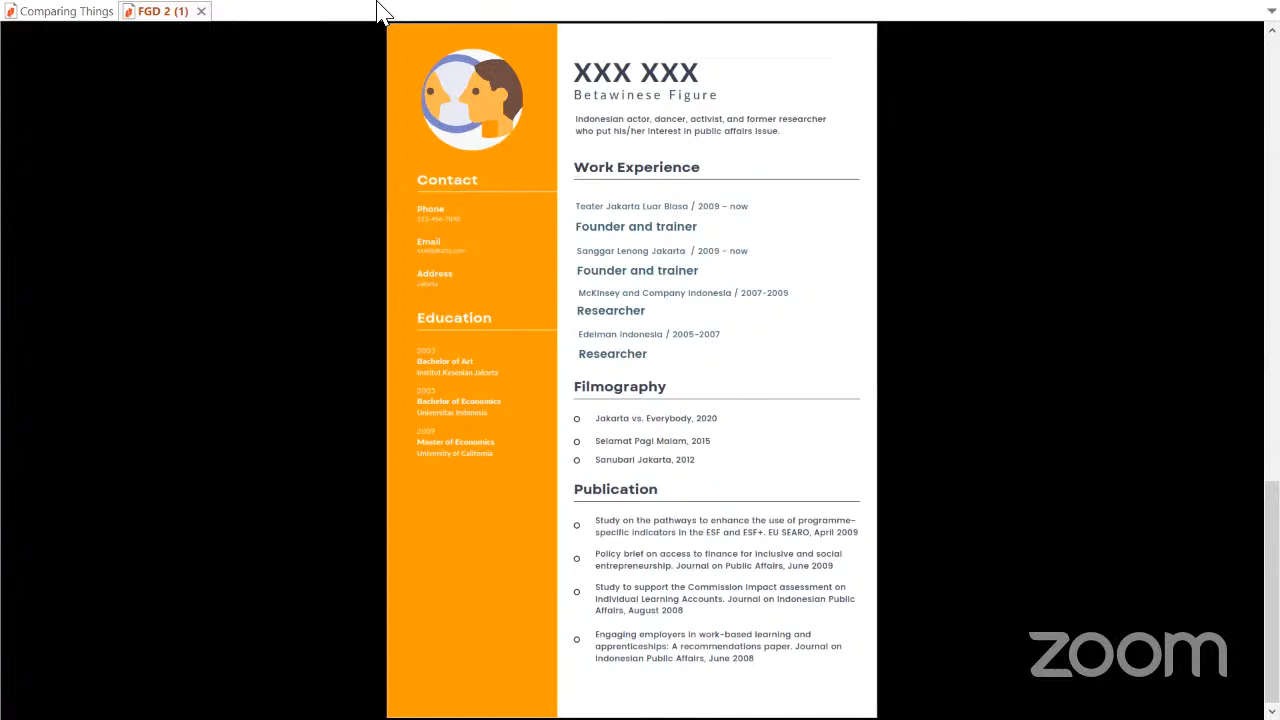 Comparing Things
FGD 2 (1)
XXX XXX
Betawinese Figure
Indonesian actor, dancer, activist, and former researcher
who put his/her interest in public affairs issue.
Contact
Phone
123-456-7890
Email
Address
Jakarta
Education
2003
Bachelor of Art
Institut Kesenian Jakarta
2005
Bachelor of Economics
Universitas Indonesia
2009
Master of Economics
University of California
Work Experience
Teater Jakarta Luar Biasa / 2009 - now
Founder and trainer
Sanggar Lenong Jakarta / 2009 - now
Founder and trainer
McKinsey and Company Indonesia / 2007-2009
Researcher
Edelman Indonesia / 2005-2007
Researcher
Filmography
Jakarta vs. Everybody, 2020
Selamat Pagi Malam, 2015
Sanubari Jakarta, 2012
Publication
Study on the pathways to enhance the use of programme-
specific indicators in the ESF and ESF+. EU SEARO, April 2009
Policy brief on access to finance for inclusive and social
entrepreneurship. Journal on Public Affairs, June 2009
Study to support the Commission impact assessment on
Individual Learning Accounts. Journal on Indonesian Public
Affairs, August 2008
Engaging employers in work-based learning and
apprenticeships: A recommendations paper. Journal on
Indonesian Public Affairs, June 2008
zoom